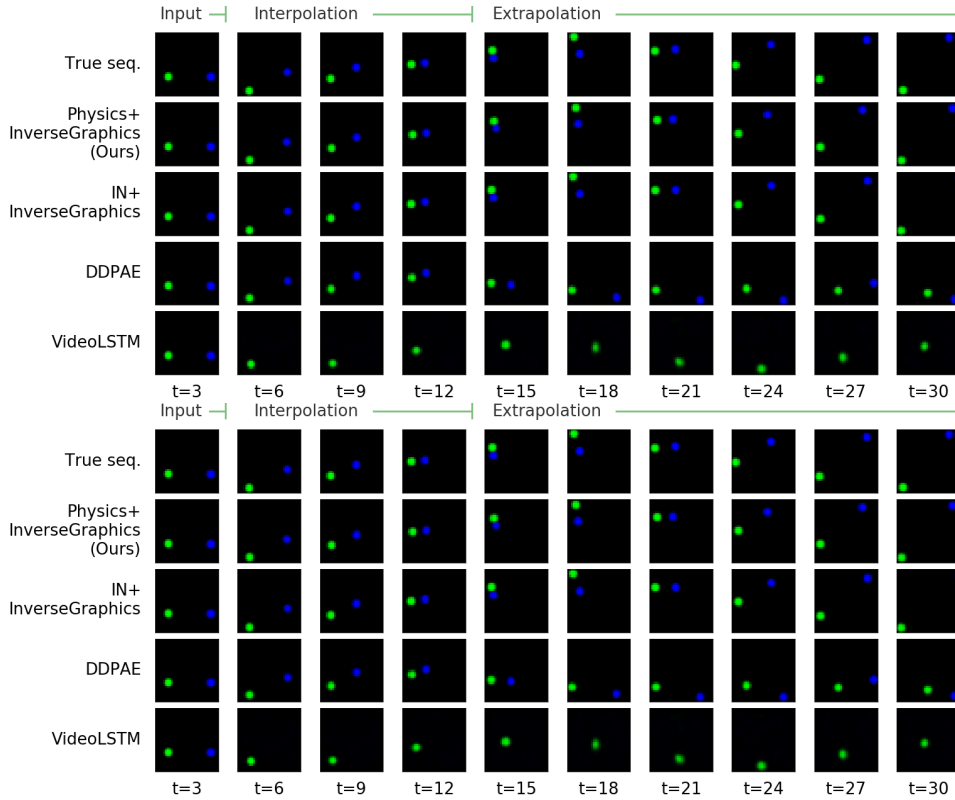 Input Interpolation Extrapolation
True seq.
Physics+
InverseGraphics
(Ours)
IN+
InverseGraphics
DDPAE
VideoLSTM
t=3 t=6 t=9 t=12 t=15 t=18 t=21 t=24 t=27 t=30
Input Interpolation Extrapolation
True seq.
Physics+
InverseGraphics
(Ours)
IN+
InverseGraphics
DDPAE
VideoLSTM
t=3 t=6 t=9 t=12 t=15 t=18 t=21 t=24 t=27 t=30